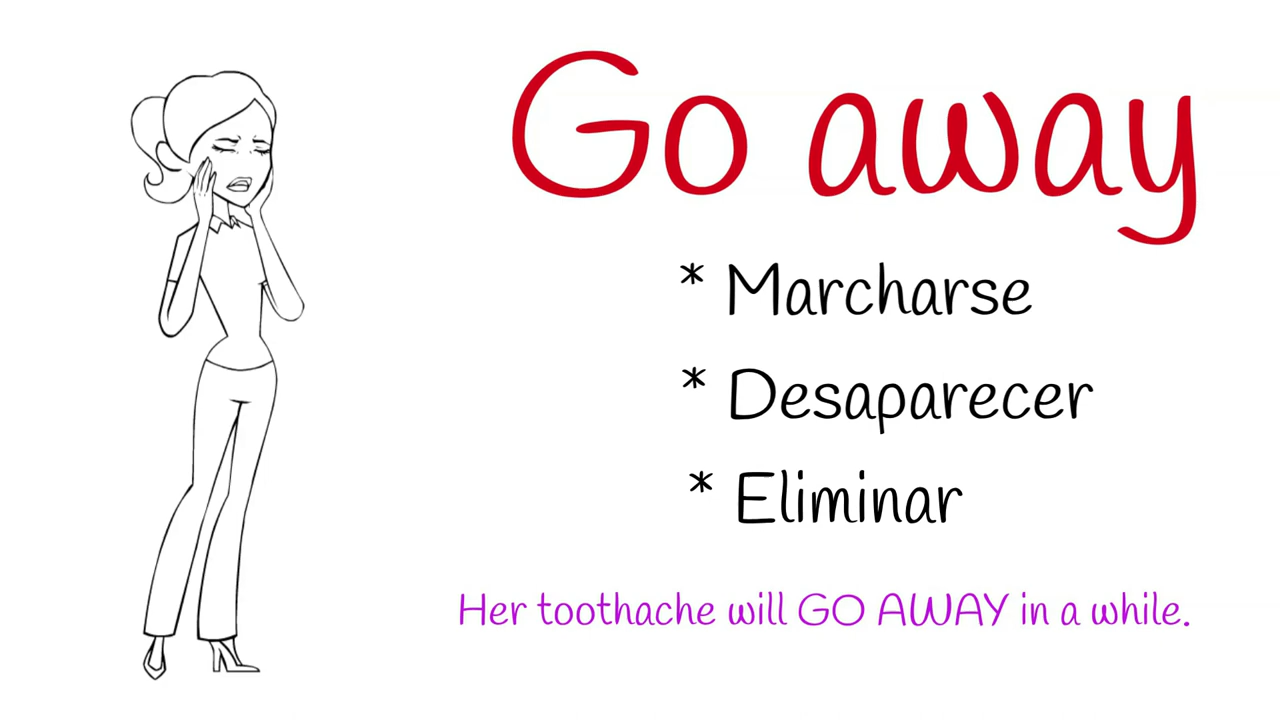 Go away
* Marcharse
* Desaparecer
* Eliminar
Her toothache will GO AWAY in a while.